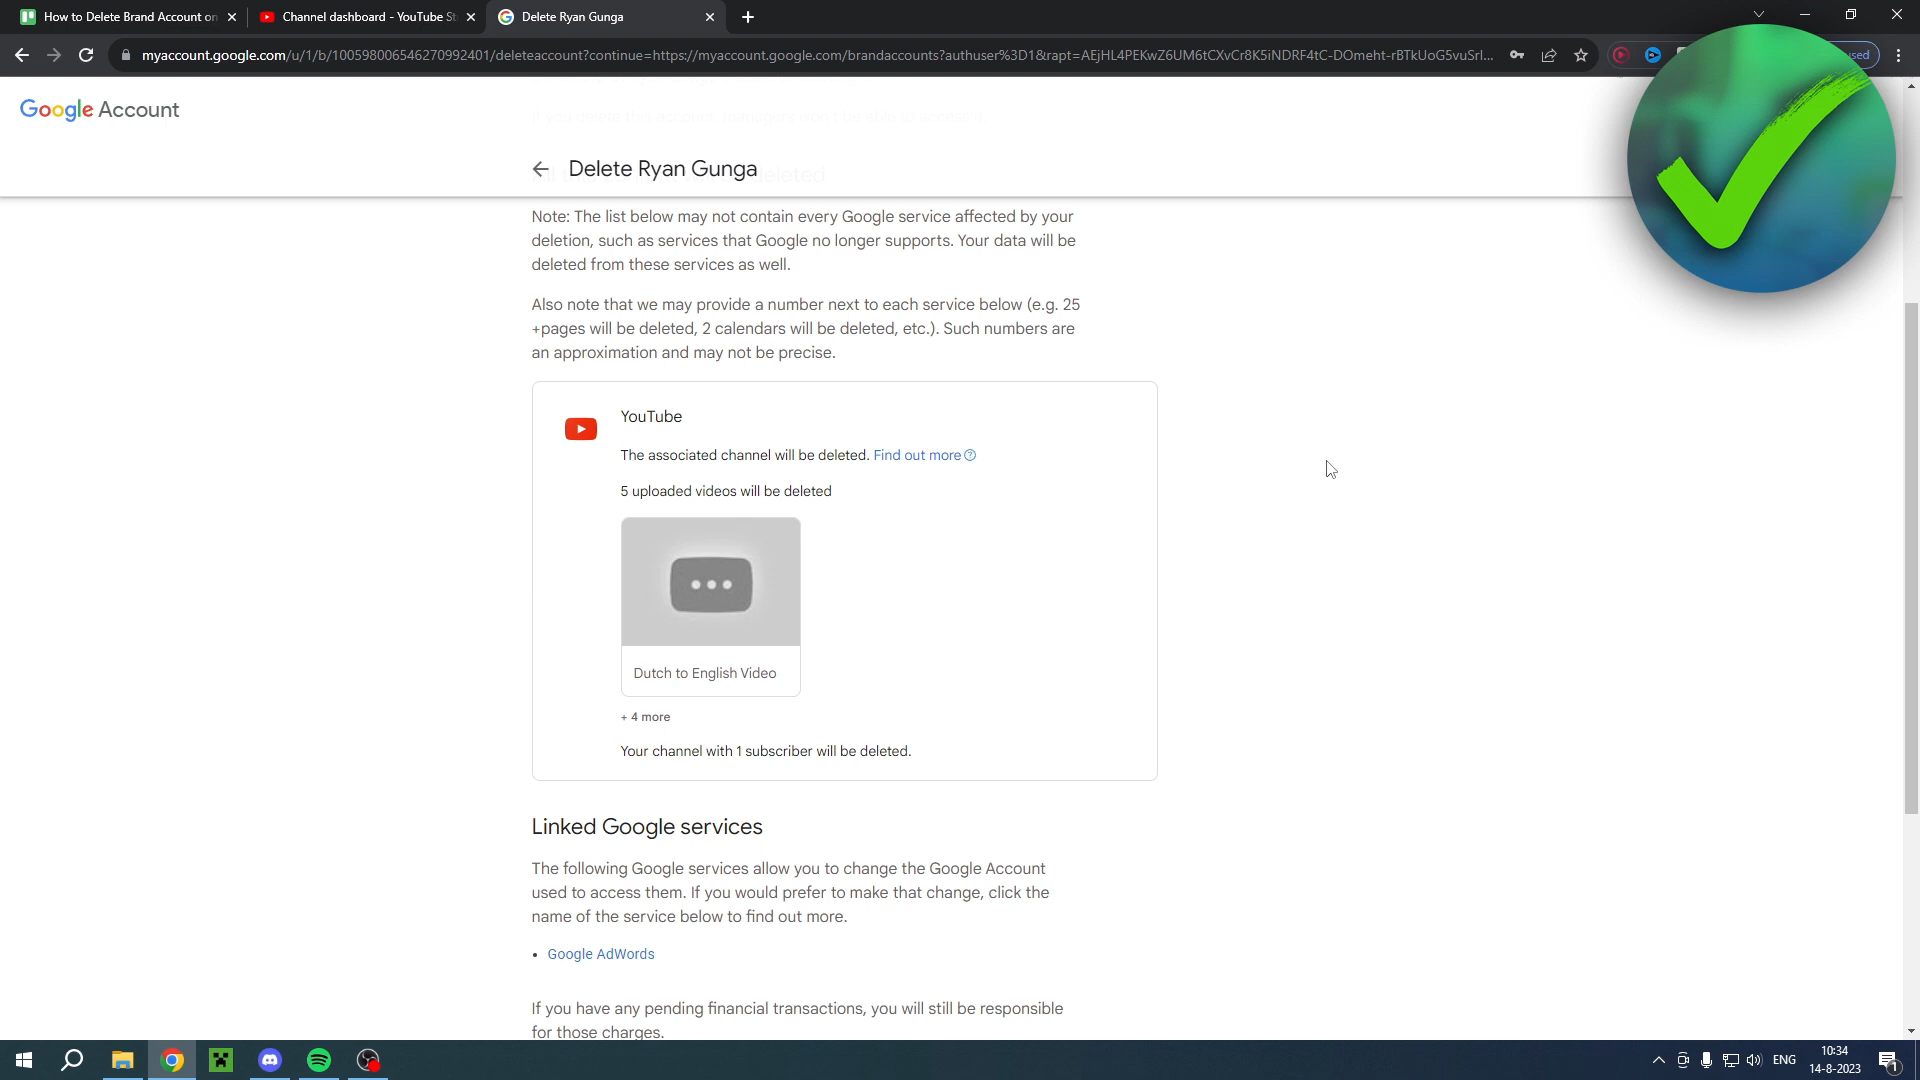 How to Delete Brand Account on
Channel dashboard - YouTube St
Delete Ryan Gunga
myaccount.google.com/u/1/b/100598006546270992401/deleteaccount?continue=https://myaccount.google.com/brandaccounts?authuser%3D1&rapt=AEjHL4PEKwZ6UM6tCXvCr8K5iNDRF4tC-DOmeht-rBTkUoG5vuSrI...
Google Account
Delete Ryan Gunga
Note: The list below may not contain every Google service affected by your
deletion, such as services that Google no longer supports. Your data will be
deleted from these services as well.
Also note that we may provide a number next to each service below (e.g. 25
+pages will be deleted, 2 calendars will be deleted, etc.). Such numbers are
an approximation and may not be precise.
YouTube
The associated channel will be deleted. Find out more
5 uploaded videos will be deleted
Dutch to English Video
+ 4 more
Your channel with 1 subscriber will be deleted.
Linked Google services
The following Google services allow you to change the Google Account
used to access them. If you would prefer to make that change, click the
name of the service below to find out more.
• Google AdWords
If you have any pending financial transactions, you will still be responsible
for those charges.
ENG
10:34
14-8-2023
1